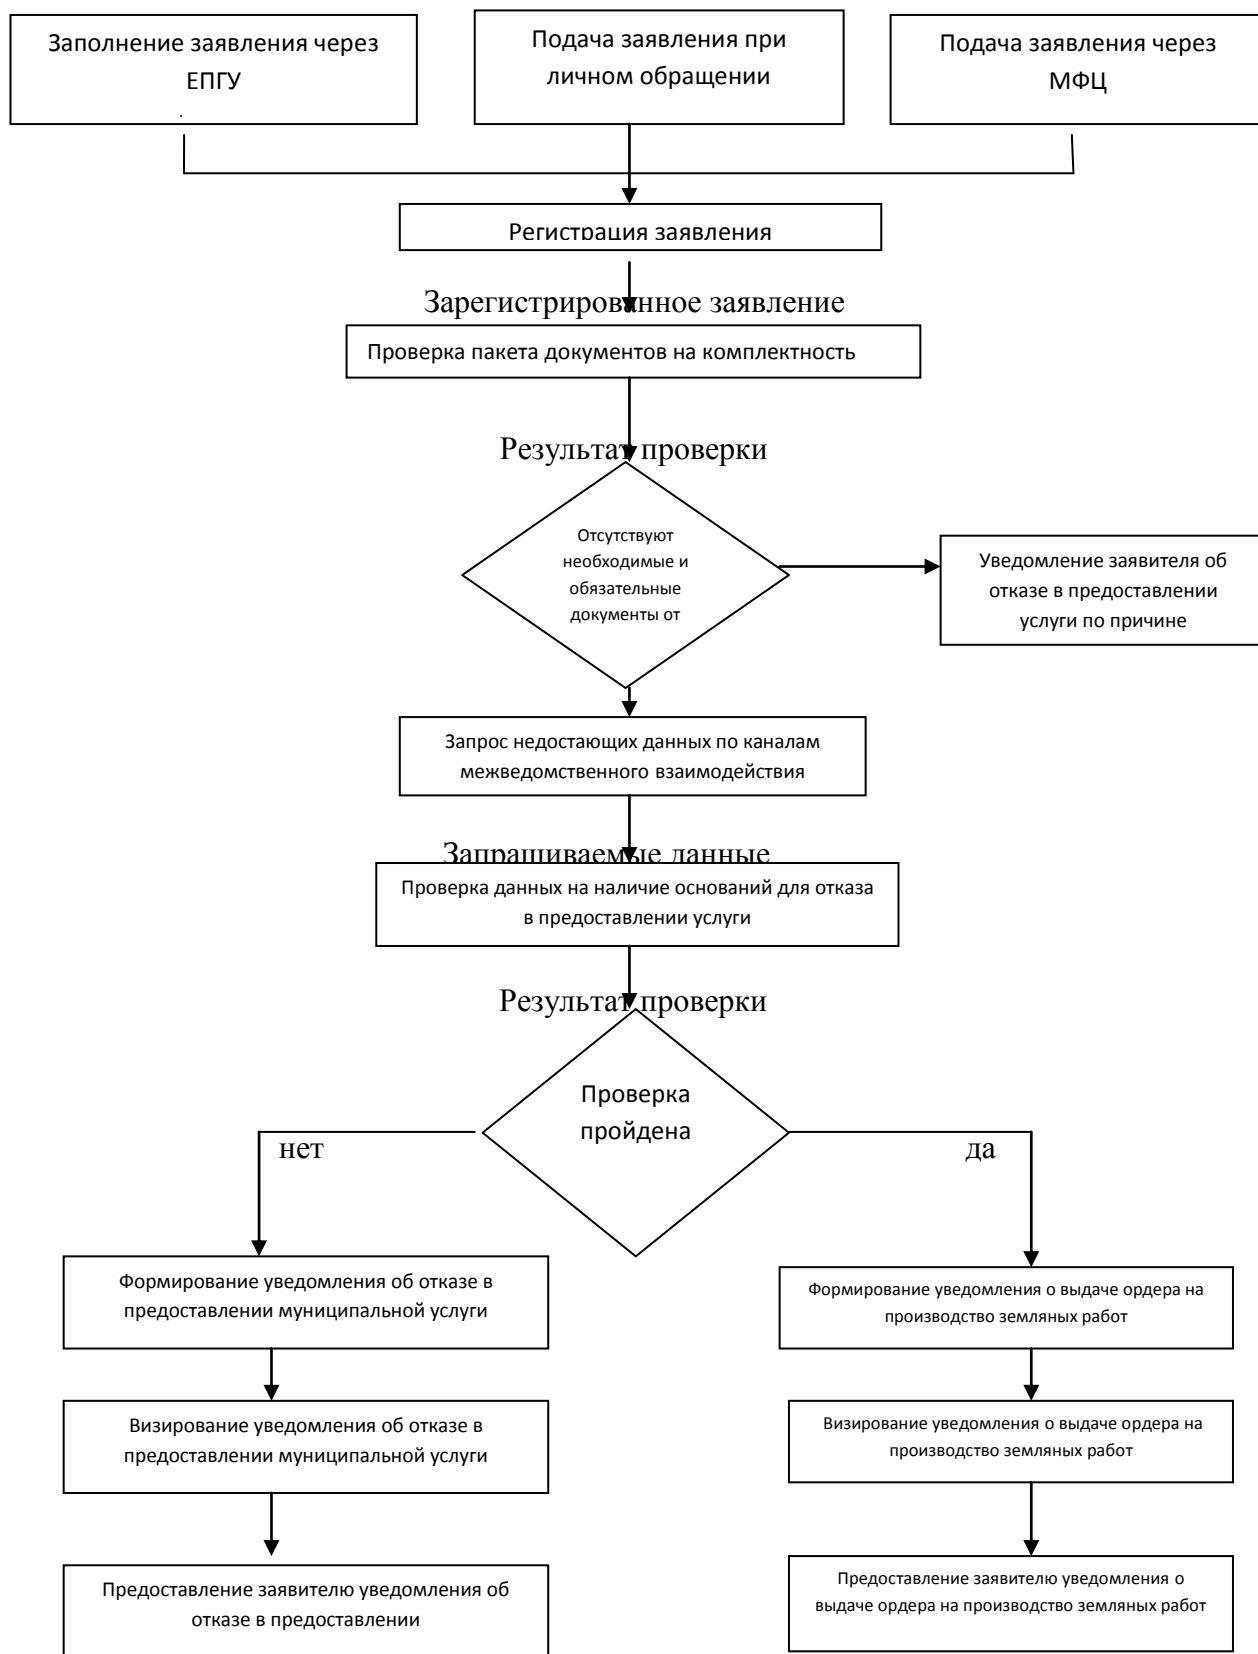 Заполнение заявления через
ЕПГУ
.
Подача заявления при
личном обращении
Подача заявления через
МФЦ
Регистрация заявления
Зарегистрированное заявление
Проверка пакета документов на комплектность
Результат проверки
Отсутствуют
необходимые и
обязательные
документы от
Уведомление заявителя об
отказе в предоставлении
услуги по причине
Запрос недостающих данных по каналам
межведомственного взаимодействия
Запрашиваемые данные
Проверка данных на наличие оснований для отказа
в предоставлении услуги
Результат проверки
Проверка
пройдена
нет
да
Формирование уведомления об отказе в
предоставлении муниципальной услуги
Формирование уведомления о выдаче ордера на
производство земляных работ
Визирование уведомления об отказе в
предоставлении муниципальной услуги
Визирование уведомления о выдаче ордера на
производство земляных работ
Предоставление заявителю уведомления об
отказе в предоставлении
Предоставление заявителю уведомления о
выдаче ордера на производство земляных работ